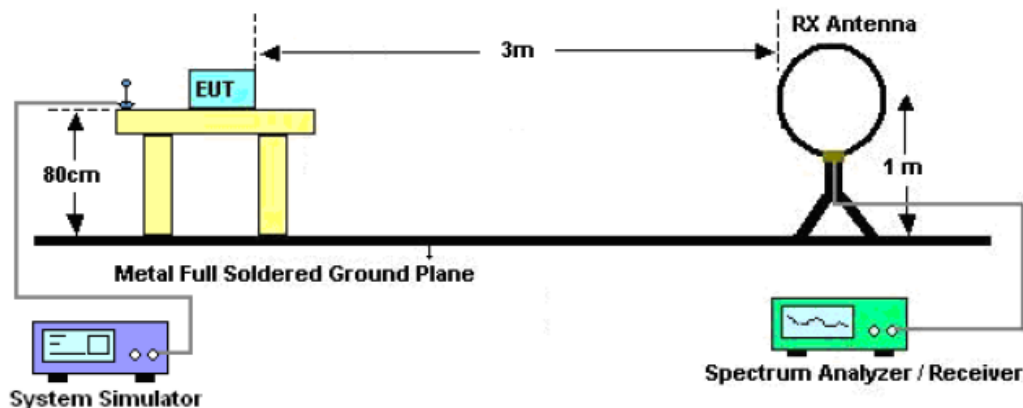 RX Antenna
3m
EUT
80cm
1 m
Metal Full Soldered Ground Plane
System Simulator
Spectrum Analyzer / Receiver